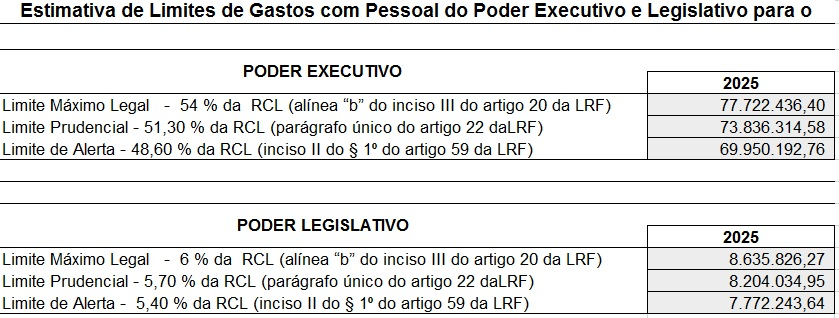 Estimativa de Limites de Gastos com Pessoal do Poder Executivo e Legislativo para o
PODER EXECUTIVO
2025
Limite Máximo Legal - 54 % da RCL (alínea “b” do inciso III do artigo 20 da LRF) 77.722.436,40
Limite Prudencial - 51,30 % da RCL (parágrafo único do artigo 22 daLRF) 73.836.314,58
Limite de Alerta - 48,60 % da RCL (inciso II do § 1º do artigo 59 da LRF) 69.950.192,76
PODER LEGISLATIVO
2025
Limite Máximo Legal - 6 % da RCL (alínea “b” do inciso III do artigo 20 da LRF) 8.635.826,27
Limite Prudencial - 5,70 % da RCL (parágrafo único do artigo 22 daLRF) 8.204.034,95
Limite de Alerta - 5,40 % da RCL (inciso II do § 1º do artigo 59 da LRF) 7.772.243,64